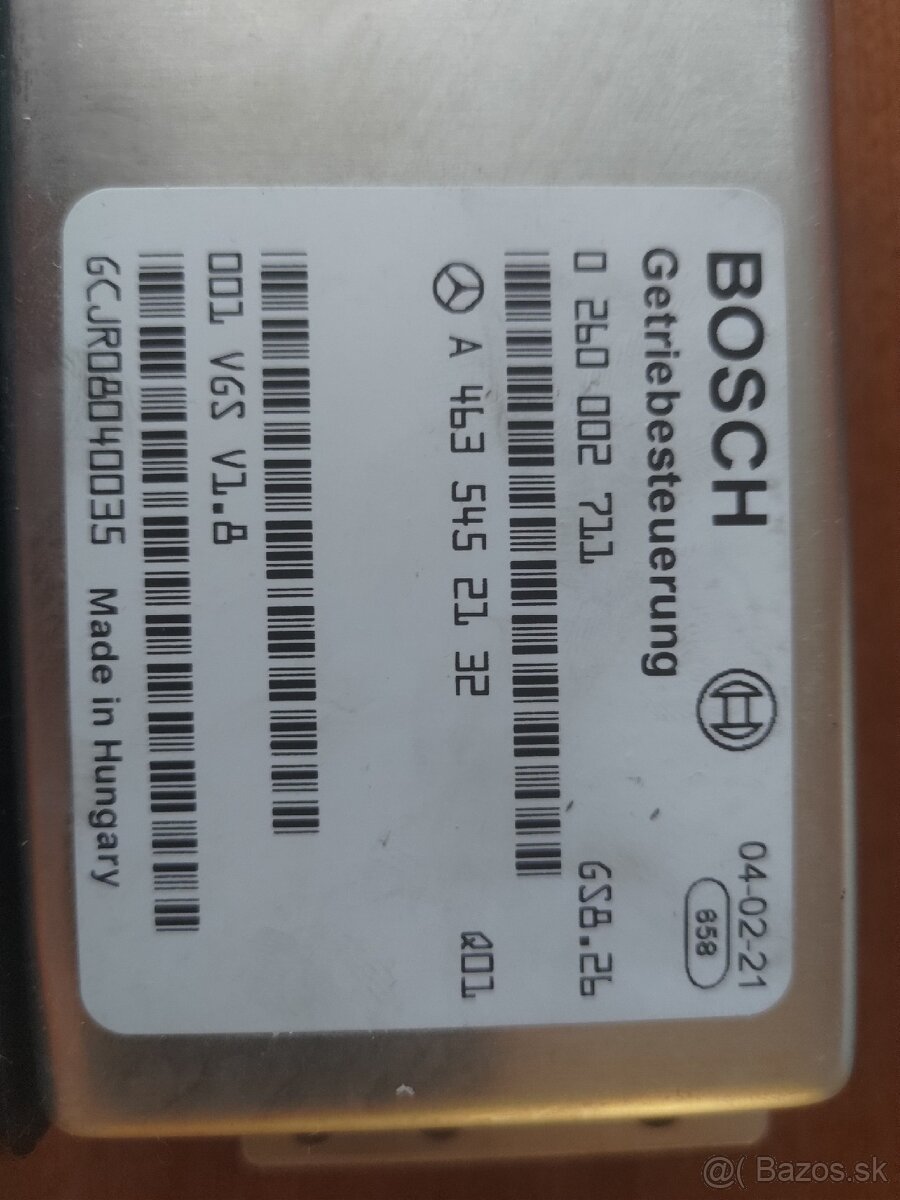 BOSCH
04-02-21
858
Getriebesteuerung
0 260 002 711
GS8.26
A 463 545 21 32
Q01
001 VGS V1.8
GCJR08040035 Made in Hungary
@( Bazos.sk